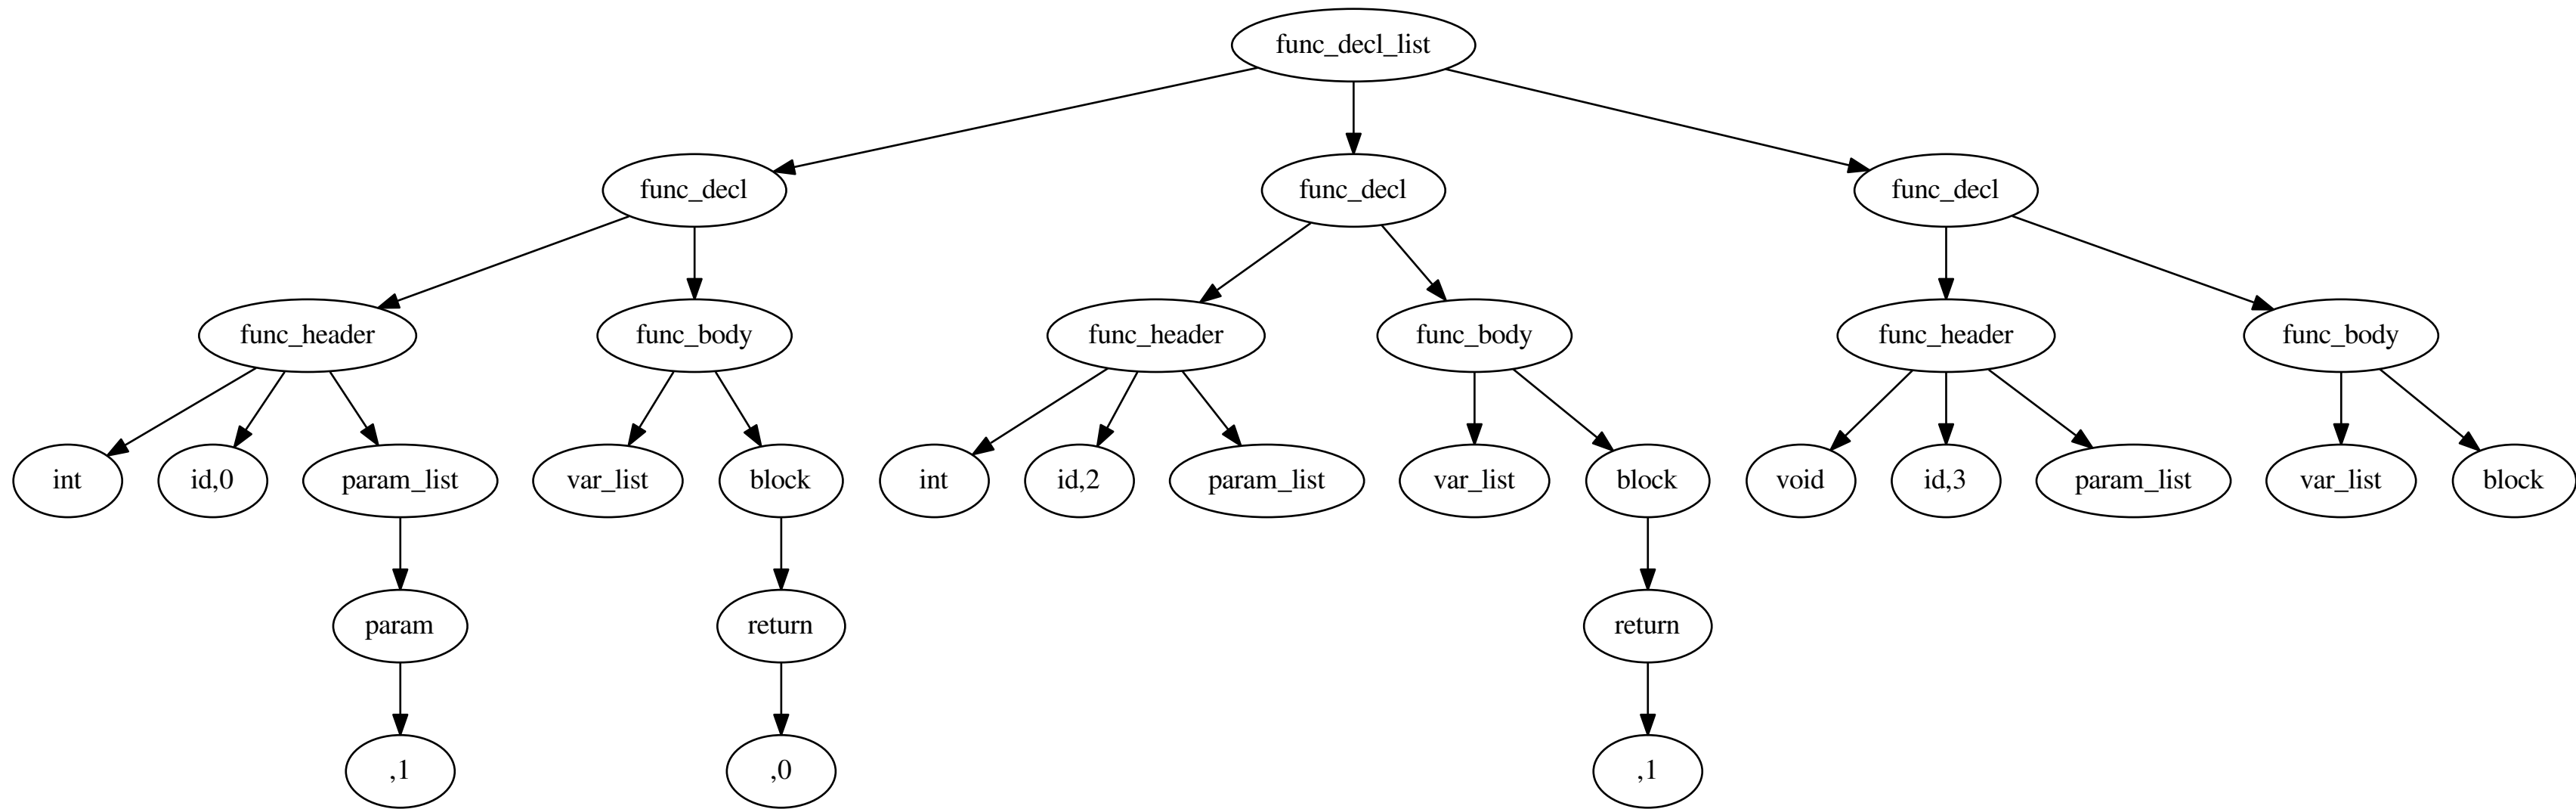 func_decl_list
func_decl func_decl func_decl
func_header func_body func_header func_body func_header func_body
int id,0 param_list var_list block int id,2 param_list var_list block void id,3 param_list var_list block
param return return
,1 ,0 ,1